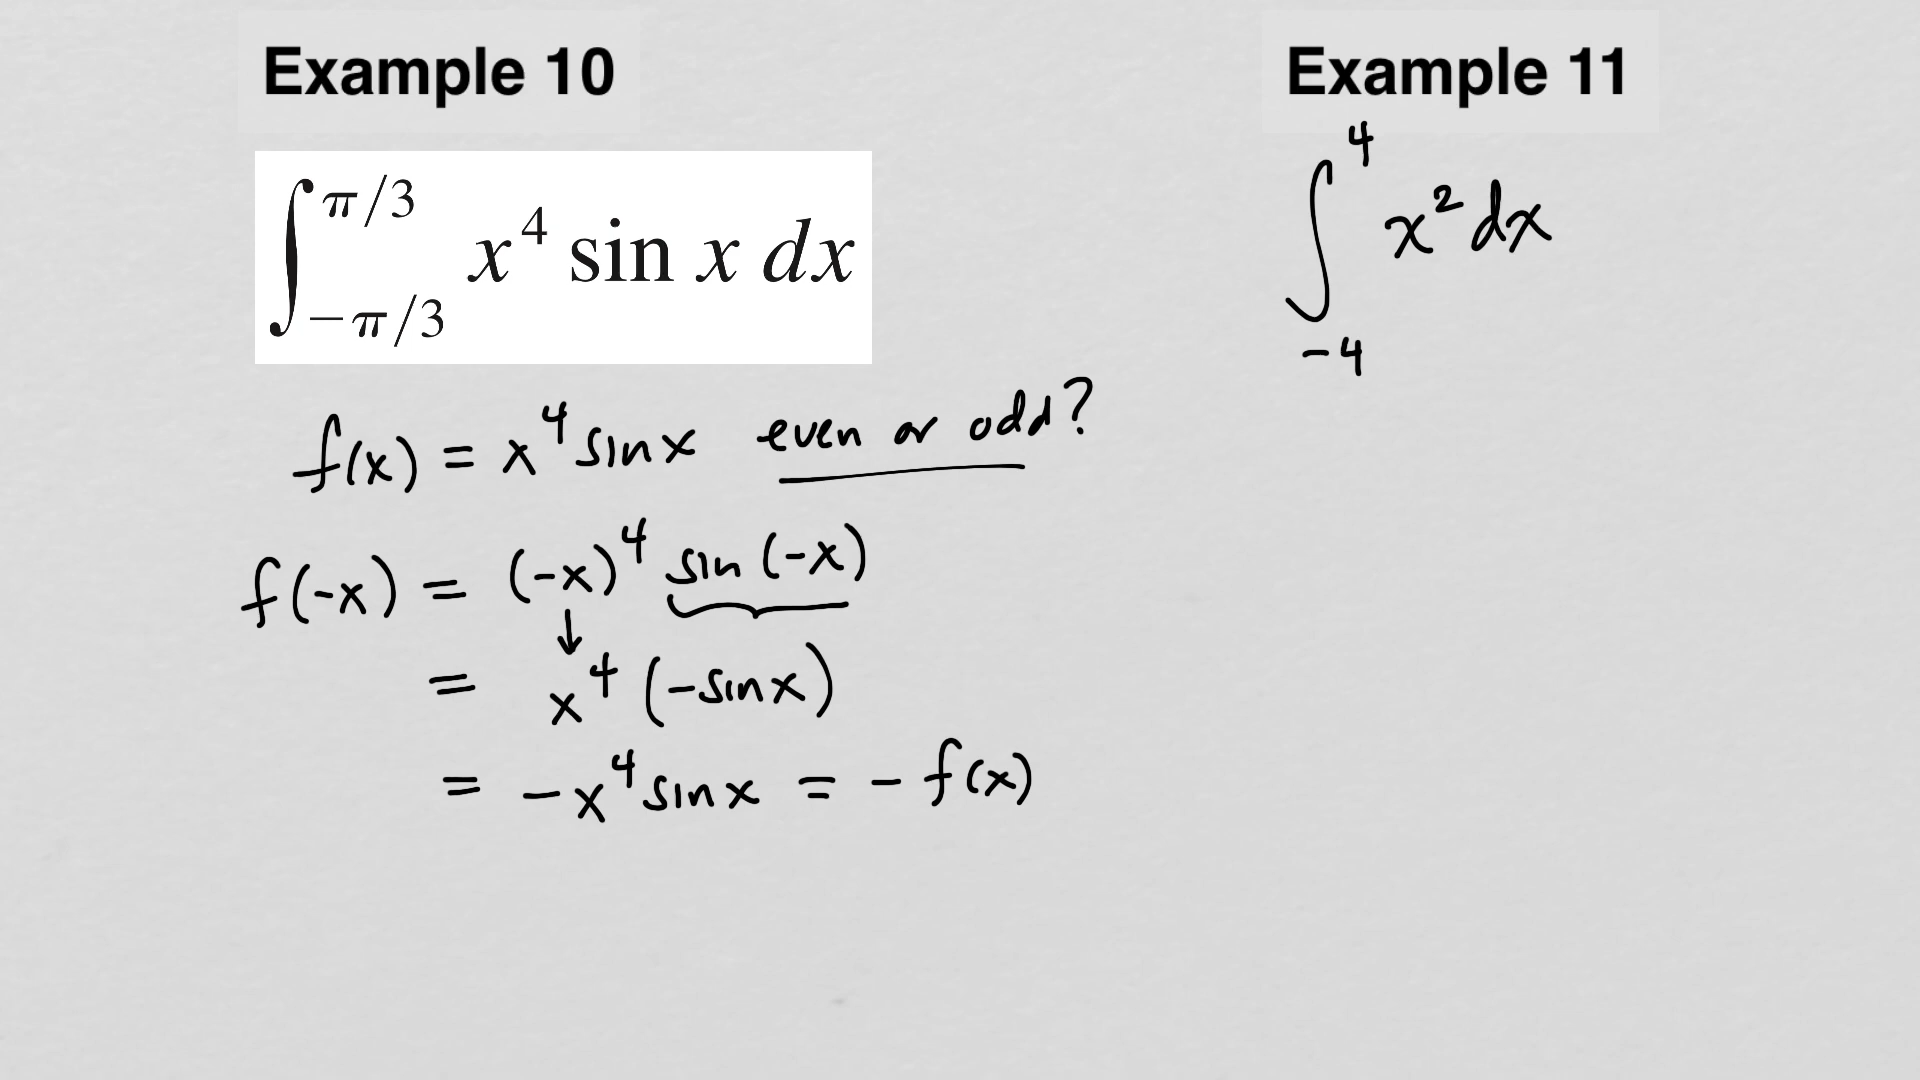 Example 10
∫_{-π/3}^{π/3} x⁴ sin x dx
f(x) = x⁴ sin x even or odd?
f(-x) = (-x)⁴ sin (-x)
= x⁴ (-sin x)
= -x⁴ sin x = - f(x)
Example 11
∫_{-4}^{4} x² dx